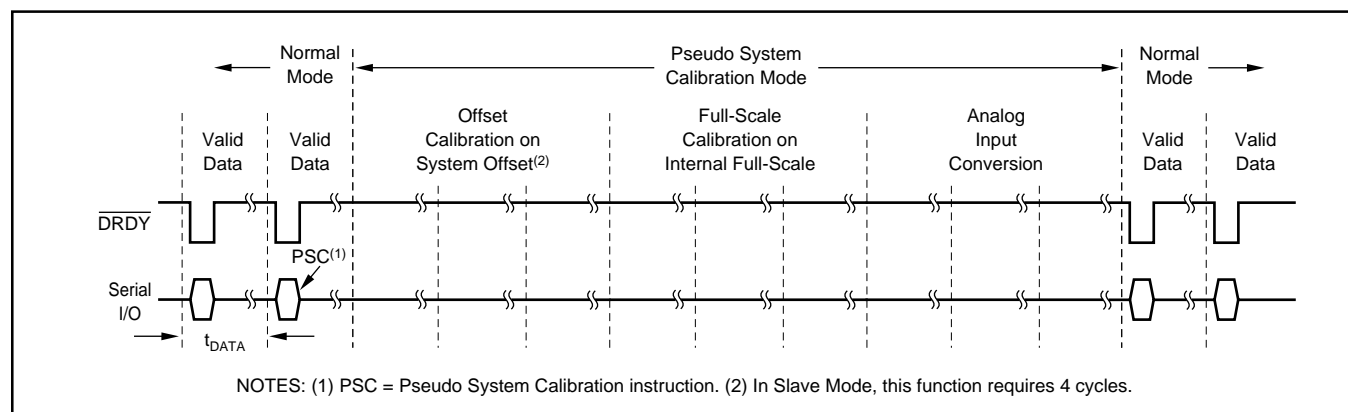 Normal
Mode
Pseudo System
Calibration Mode
Normal
Mode
Valid
Data
Valid
Data
Offset
Calibration on
System Offset(2)
Full-Scale
Calibration on
Internal Full-Scale
Analog
Input
Conversion
Valid
Data
Valid
Data
DRDY
PSC(1)
Serial
I/O
tDATA
NOTES: (1) PSC = Pseudo System Calibration instruction. (2) In Slave Mode, this function requires 4 cycles.